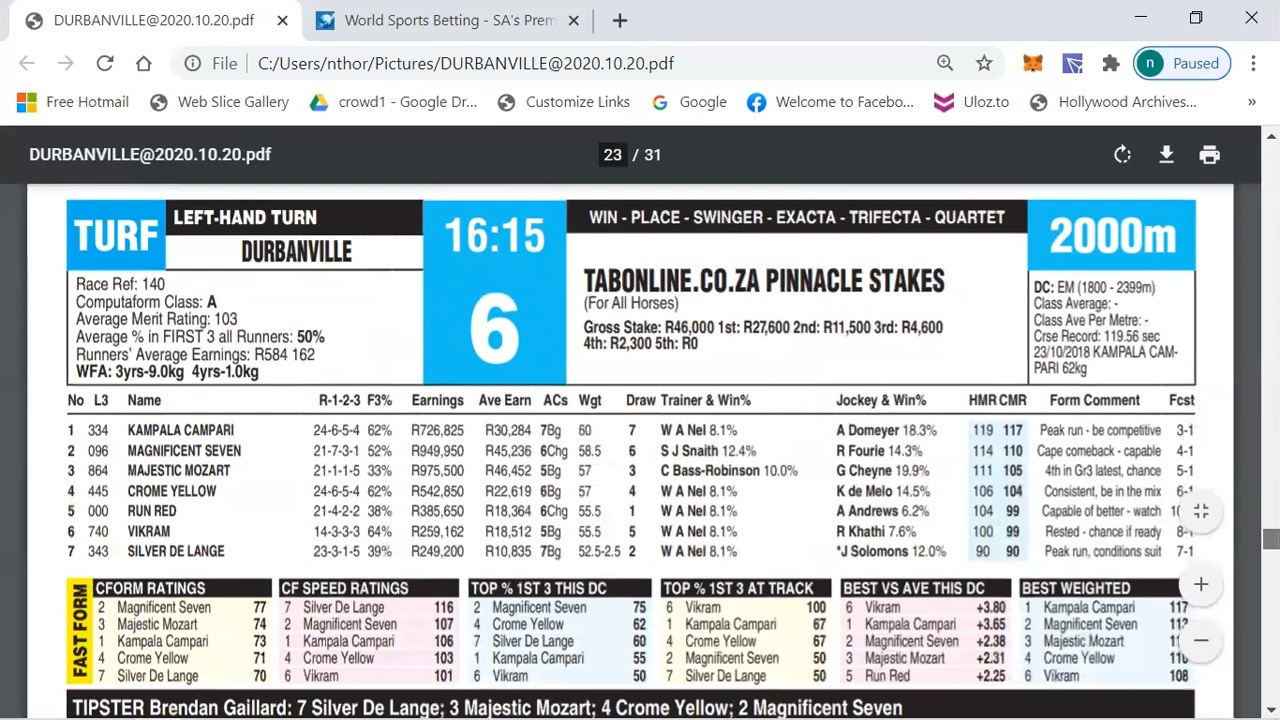 DURBANVILLE@2020.10.20.pdf
World Sports Betting - SA's Prem
File C:/Users/nthor/Pictures/DURBANVILLE@2020.10.20.pdf n Paused
Free Hotmail Web Slice Gallery crowd1 - Google Dr... Customize Links Google Welcome to Facec... Uloz.to Hollywood Archives... »
DURBANVILLE@2020.10.20.pdf 23 / 31
TURF LEFT-HAND TURN
DURBANVILLE
Race Ref: 140
Computaform Class: A
Average Merit Rating: 103
Average % in FIRST 3 all Runners: 50%
Runners' Average Earnings: R584 162
WFA: 3yrs-9.0kg 4yrs-1.0kg
16:15
6
WIN - PLACE - SWINGER - EXACTA - TRIFECTA - QUARTET
TABONLINE.CO.ZA PINNACLE STAKES
(For All Horses)
Gross Stake: R46,000 1st: R27,600 2nd: R11,500 3rd: R4,600
4th: R2,300 5th: R0
2000m
DC: EM (1800 - 2399m)
Class Average: -
Class Ave Per Metre: -
Crse Record: 119.56 sec
23/10/2018 KAMPALA CAM-
PARI 62kg
No L3 Name R-1-2-3 F3% Earnings Ave Earn ACs Wgt Draw Trainer & Win% Jockey & Win% HMR CMR Form Comment Fcst
1 334 KAMPALA CAMPARI 24-6-5-4 62% R726,825 R30,284 7Bg 60 7 W A Nel 8.1% A Domeyer 18.3% 119 117 Peak run - be competitive 3-1
2 096 MAGNIFICENT SEVEN 21-7-3-1 52% R949,950 R45,236 6Chg 58.5 6 S J Snaith 12.4% R Fourie 14.3% 114 110 Cape comeback - capable 4-1
3 864 MAJESTIC MOZART 21-1-1-5 33% R975,500 R46,452 5Bg 57 3 C Bass-Robinson 10.0% G Cheyne 19.9% 111 105 4th in Gr3 latest, chance 5-1
4 445 CROME YELLOW 24-6-5-4 62% R542,850 R22,619 6Bg 57 4 W A Nel 8.1% K de Melo 14.5% 106 104 Consistent, be in the mix 6-1
5 000 RUN RED 21-4-2-2 38% R385,650 R18,364 6Chg 55.5 1 W A Nel 8.1% A Andrews 6.2% 104 99 Capable of better - watch
6 740 VIKRAM 14-3-3-3 64% R259,162 R18,512 5Bg 55.5 5 W A Nel 8.1% R Khathi 7.6% 100 99 Rested - chance if ready 8-1
7 343 SILVER DE LANGE 23-3-1-5 39% R249,200 R10,835 7Bg 52.5-2.5 2 W A Nel 8.1% *J Solomons 12.0% 90 90 Peak run, conditions suit 7-1
FAST FORM
CFORM RATINGS
2 Magnificent Seven 77
3 Majestic Mozart 74
1 Kampala Campari 73
4 Crome Yellow 71
7 Silver De Lange 70
CF SPEED RATINGS
7 Silver De Lange 116
2 Magnificent Seven 107
1 Kampala Campari 106
4 Crome Yellow 103
6 Vikram 101
TOP % 1ST 3 THIS DC
2 Magnificent Seven 75
4 Crome Yellow 62
7 Silver De Lange 60
1 Kampala Campari 55
6 Vikram 50
TOP % 1ST 3 AT TRACK
6 Vikram 100
1 Kampala Campari 67
4 Crome Yellow 67
2 Magnificent Seven 50
7 Silver De Lange 50
BEST VS AVE THIS DC
6 Vikram +3.80
1 Kampala Campari +3.65
2 Magnificent Seven +2.38
3 Majestic Mozart +2.31
5 Run Red +2.25
BEST WEIGHTED
1 Kampala Campari 117
2 Magnificent Seven
3 Majestic Mozart
4 Crome Yellow
6 Vikram 108
TIPSTER Brendan Gaillard: 7 Silver De Lange; 3 Majestic Mozart; 4 Crome Yellow; 2 Magnificent Seven